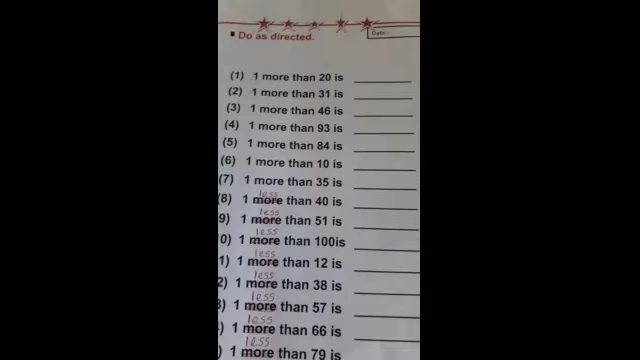 Do as directed.
Date:
(1) 1 more than 20 is
(2) 1 more than 31 is
(3) 1 more than 46 is
(4) 1 more than 93 is
(5) 1 more than 84 is
(6) 1 more than 10 is
(7) 1 more than 35 is
less
8) 1 more than 40 is
less
9) 1 more than 51 is
less
0) 1 more than 100is
less
1) 1 more than 12 is
less
2) 1 more than 38 is
less
) 1 more than 57 is
less
) 1 more than 66 is
less
) 1 more than 79 is